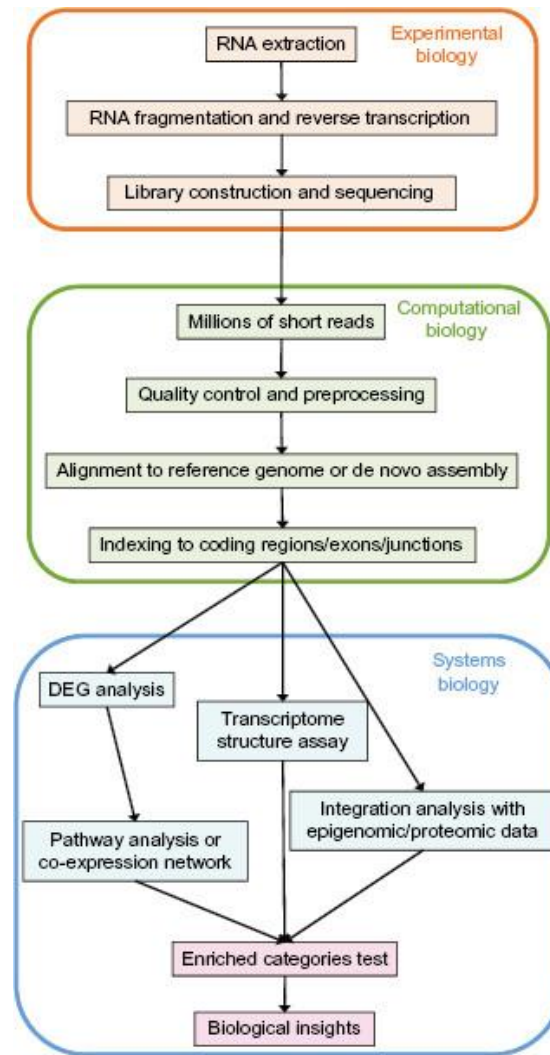 Experimental
biology
RNA extraction
RNA fragmentation and reverse transcription
Library construction and sequencing
Computational
biology
Millions of short reads
Quality control and preprocessing
Alignment to reference genome or de novo assembly
Indexing to coding regions/exons/junctions
Systems
biology
DEG analysis
Transcriptome
structure assay
Integration analysis with
epigenomic/proteomic data
Pathway analysis or
co-expression network
Enriched categories test
Biological insights